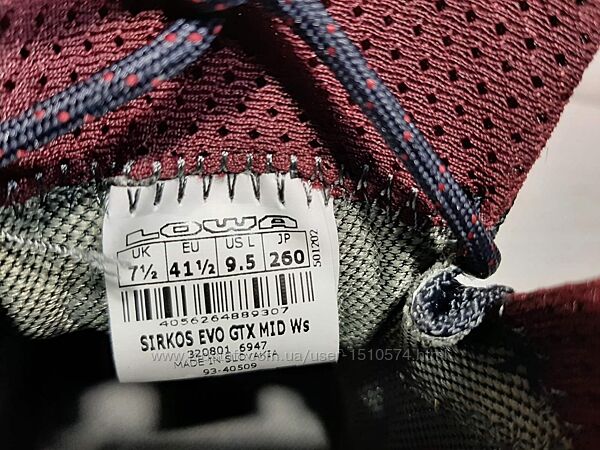 LOWA
UK EU US L JP
7½ 41½ 9.5 260
501202
4056264889307
SIRKOS EVO GTX MID Ws
320801 6947
MADE IN SLOVAKIA
93-40509